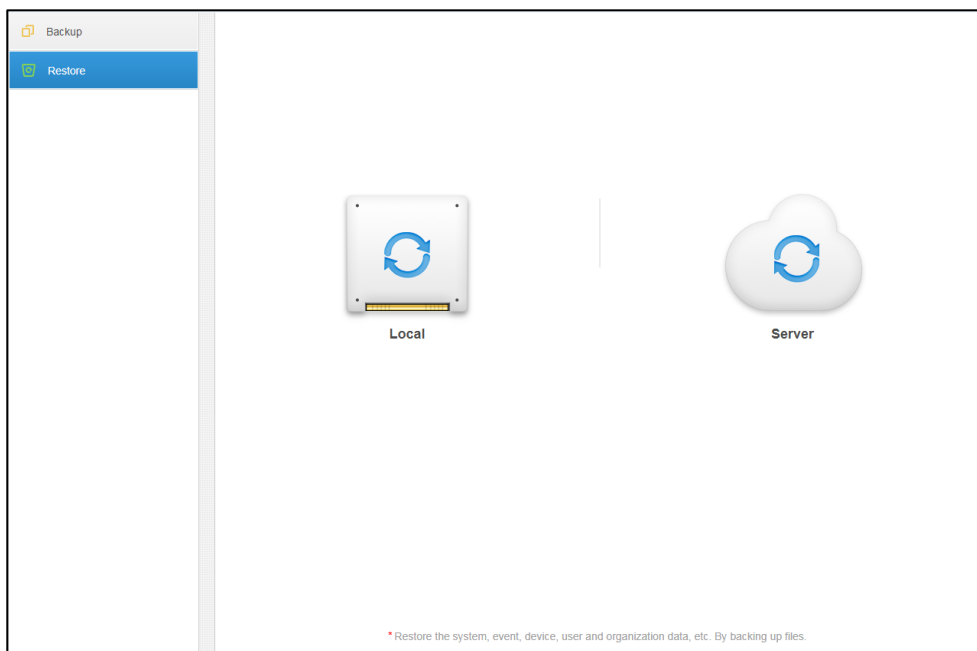 Backup
Restore
Local
Server
* Restore the system, event, device, user and organization data, etc. By backing up files.